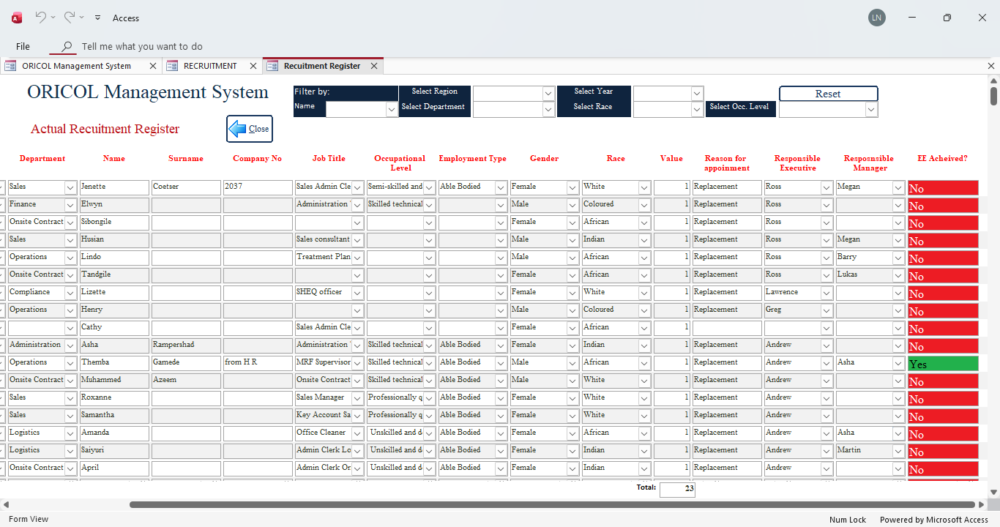 Access
LN
File
Tell me what you want to do
ORICOL Management System
RECRUITMENT
Recuitment Register
ORICOL Management System
Filter by:
Select Region
Select Year
Reset
Name
Select Department
Select Race
Select Occ. Level
Actual Recuitment Register
Close
Department Name Surname Company No Job Title Occupational Level Employment Type Gender Race Value Reason for appoinment Responsible Executive Resposnsible Manager EE Acheived?
Sales Jenette Coetser 2037 Sales Admin Cle Semi-skilled and Able Bodied Female White 1 Replacement Ross Megan No
Finance Elwyn Administration Skilled technical Male Coloured 1 Replacement Ross No
Onsite Contract Sibongile Female African 1 Replacement Ross No
Sales Husian Sales consultant Male Indian 1 Replacement Ross Megan No
Operations Lindo Treatment Plan Male African 1 Replacement Ross Barry No
Onsite Contract Tandgile Female African 1 Replacement Ross Lukas No
Compliance Lizette SHEQ officer Female White 1 Replacement Lawrence No
Operations Henry Male Coloured 1 Replacement Greg No
Cathy Sales Admin Cle Female African 1 No
Administration Asha Rampershad Administration Skilled technical Able Bodied Female Indian 1 Replacement Andrew No
Operations Themba Gamede from H R MRF Supervisor Skilled technical Able Bodied Male African 1 Replacement Andrew Asha Yes
Onsite Contract Muhammed Azeem Onsite Contract Skilled technical Able Bodied Male White 1 Replacement Andrew No
Sales Roxanne Sales Manager Professionally q Able Bodied Female White 1 Replacement Andrew No
Sales Samantha Key Account Sa Professionally q Able Bodied Female White 1 Replacement Andrew No
Logistics Amanda Office Cleaner Unskilled and d Able Bodied Female African 1 Replacement Andrew Asha No
Logistics Saiyuri Admin Clerk Lo Unskilled and d Able Bodied Female Indian 1 Replacement Andrew Martin No
Onsite Contract April Admin Clerk On Unskilled and d Able Bodied Female Indian 1 Replacement Andrew No
Total: 23
Form View
Num Lock
Powered by Microsoft Access